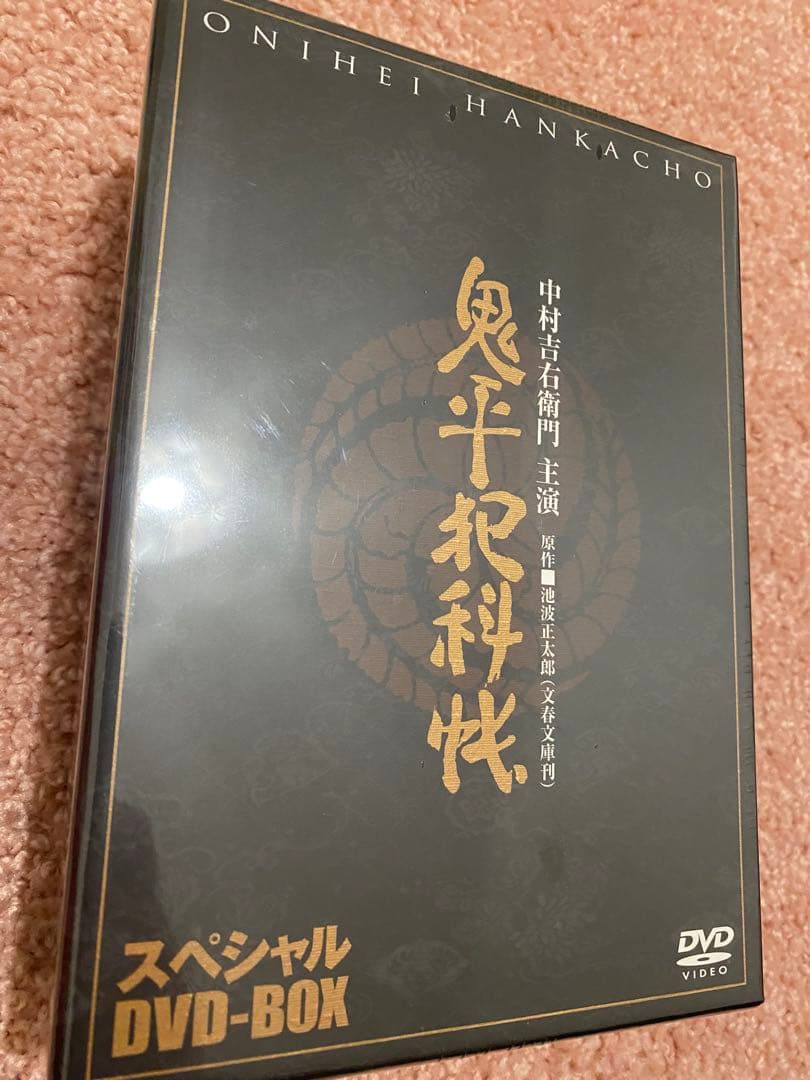 ONIHEI HANKACHO
中村吉右衛門 主演
原作■池波正太郎(文春文庫刊)
鬼平犯科帳
スペシャル
DVD-BOX
DVD
VIDEO